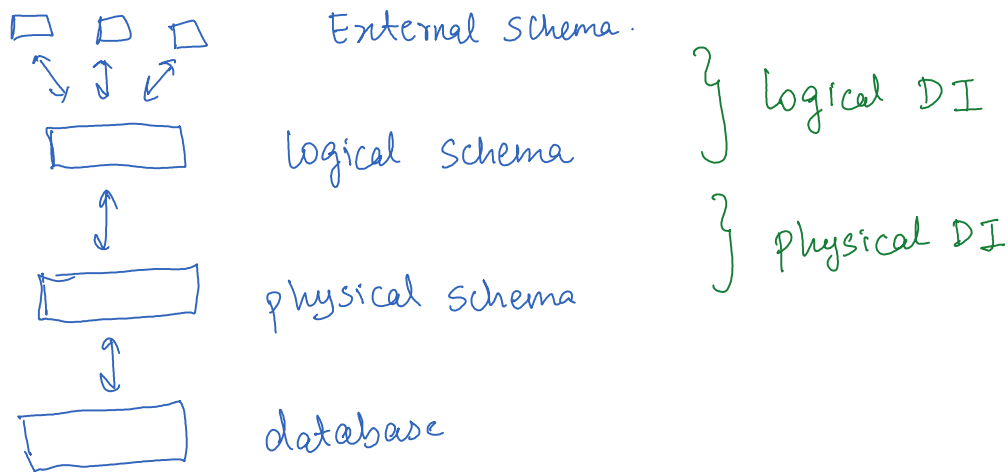 External schema.
logical DI
logical schema
physical DI
physical schema
database